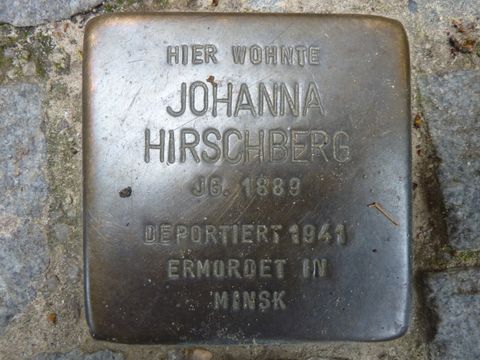 HIER WOHNTE
JOHANNA
HIRSCHBERG
JG. 1889
DEPORTIERT 1941
ERMORDET IN
MINSK